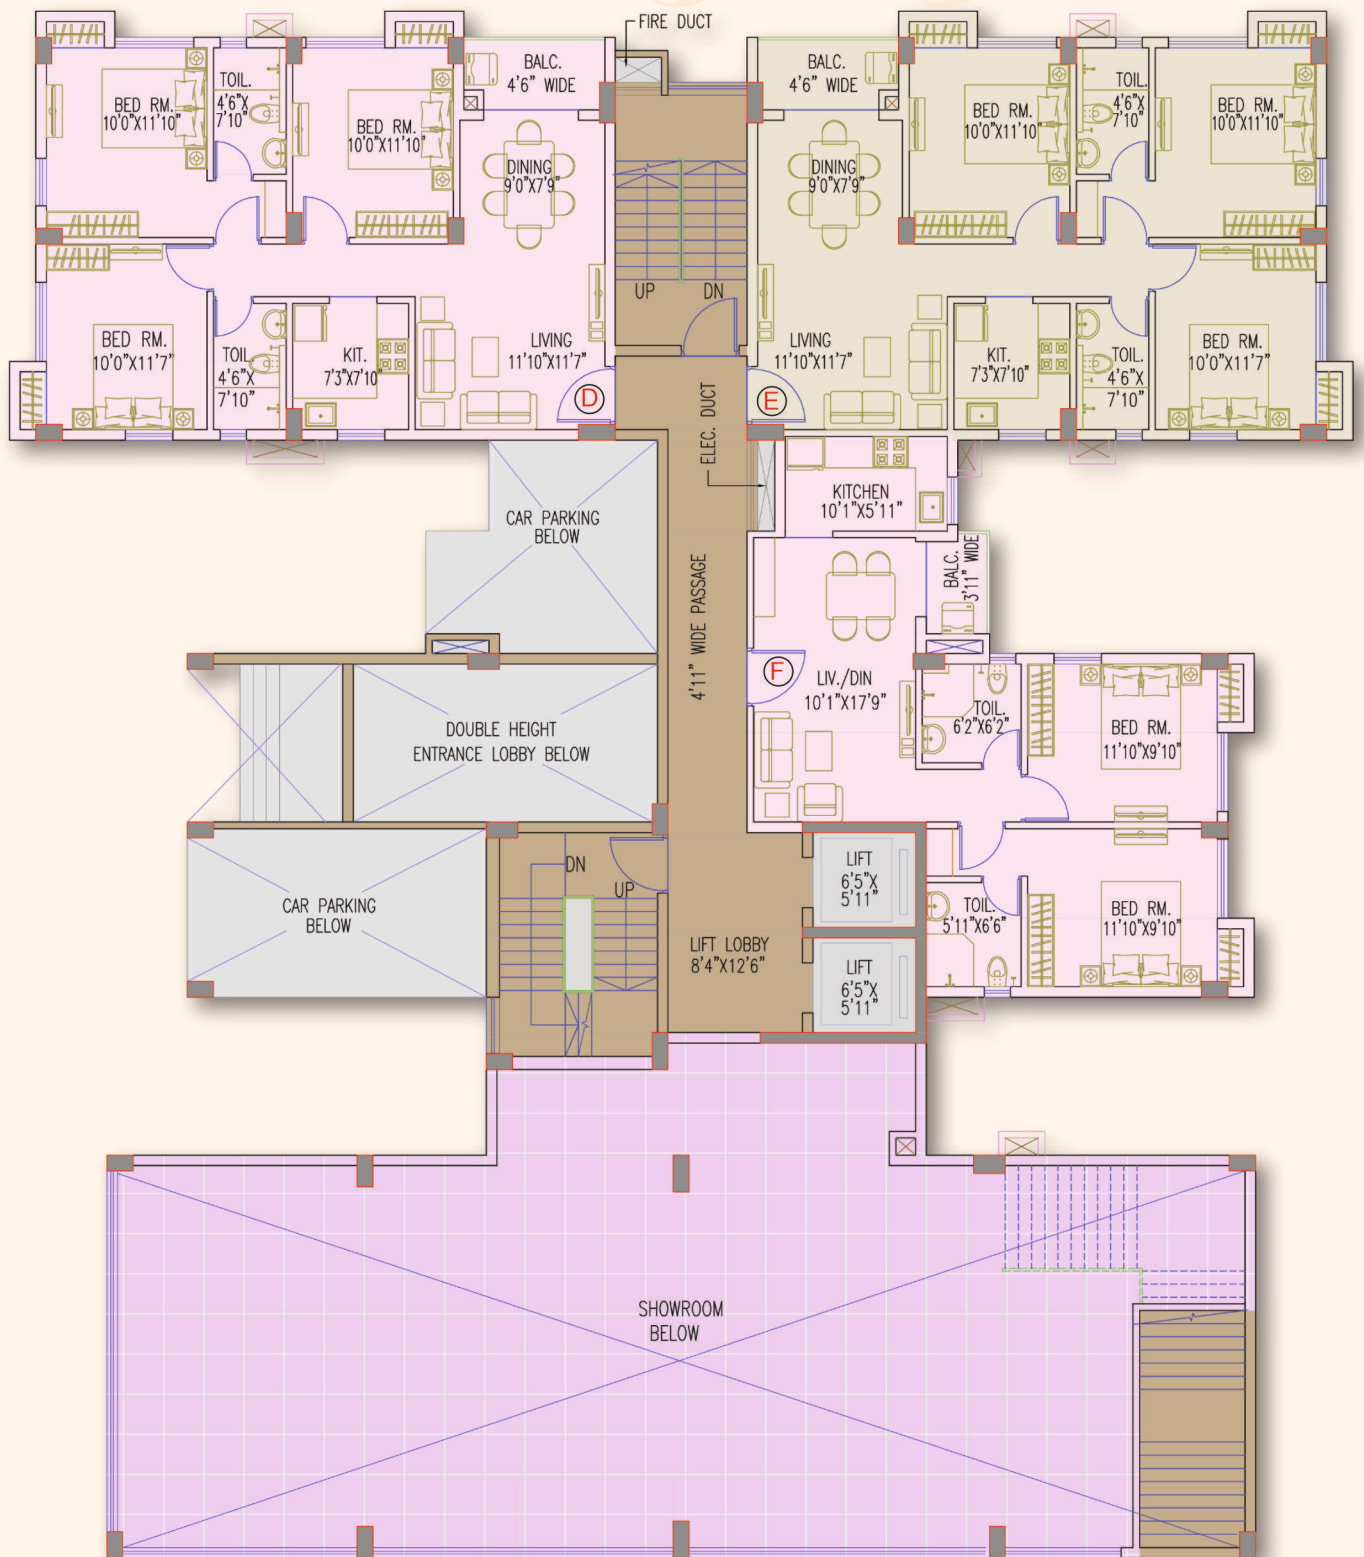 FIRE DUCT
BED RM.
10'0"X11'10"
TOIL.
4'6"X
7'10"
BED RM.
10'0"X11'10"
BALC.
4'6" WIDE
DINING
9'0"X7'9"
BALC.
4'6" WIDE
DINING
9'0"X7'9"
BED RM.
10'0"X11'10"
TOIL.
4'6"X
7'10"
BED RM.
10'0"X11'10"
UP
DN
BED RM.
10'0"X11'7"
TOIL.
4'6"X
7'10"
KIT.
7'3"X7'10"
LIVING
11'10"X11'7"
D
LIVING
11'10"X11'7"
E
KIT.
7'3"X7'10"
TOIL.
4'6"X
7'10"
BED RM.
10'0"X11'7"
ELEC. DUCT
KITCHEN
10'1"X5'11"
CAR PARKING
BELOW
BALC.
3'11" WIDE
4'11" WIDE PASSAGE
F
LIV./DIN
10'1"X17'9"
TOIL.
6'2"X6'2"
BED RM.
11'10"X9'10"
DOUBLE HEIGHT
ENTRANCE LOBBY BELOW
DN
UP
LIFT
6'5"X
5'11"
CAR PARKING
BELOW
TOIL.
5'11"X6'6"
BED RM.
11'10"X9'10"
LIFT LOBBY
8'4"X12'6"
LIFT
6'5"X
5'11"
SHOWROOM
BELOW